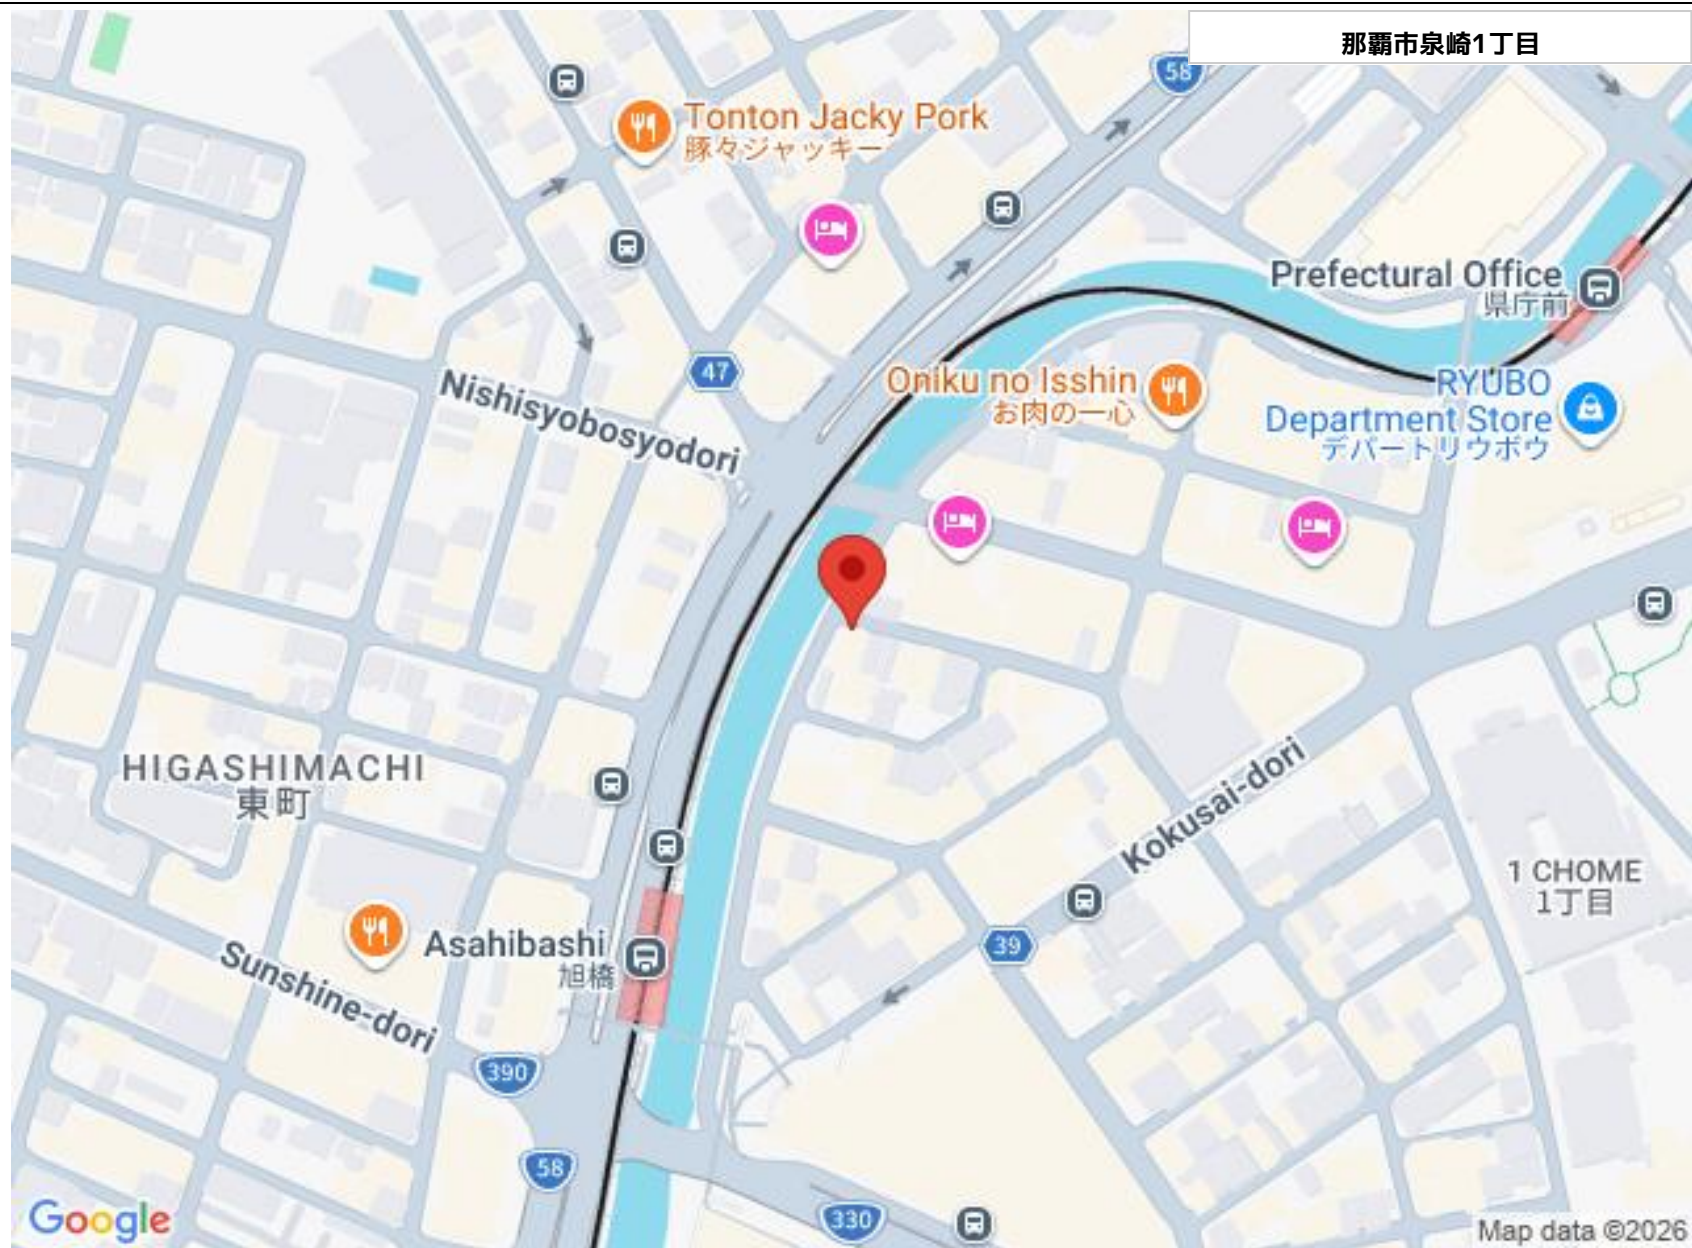 那覇市泉崎1丁目
58
Tonton Jacky Pork
豚々ジャッキー
Prefectural Office
県庁前
47
Nishisyobosyodori
Oniku no Isshin
お肉の一心
RYUBO
Department Store
デパートリウボウ
HIGASHIMACHI
東町
Kokusai-dori
1 CHOME
1丁目
Asahibashi
旭橋
39
Sunshine-dori
390
58
330
Google
Map data ©2026